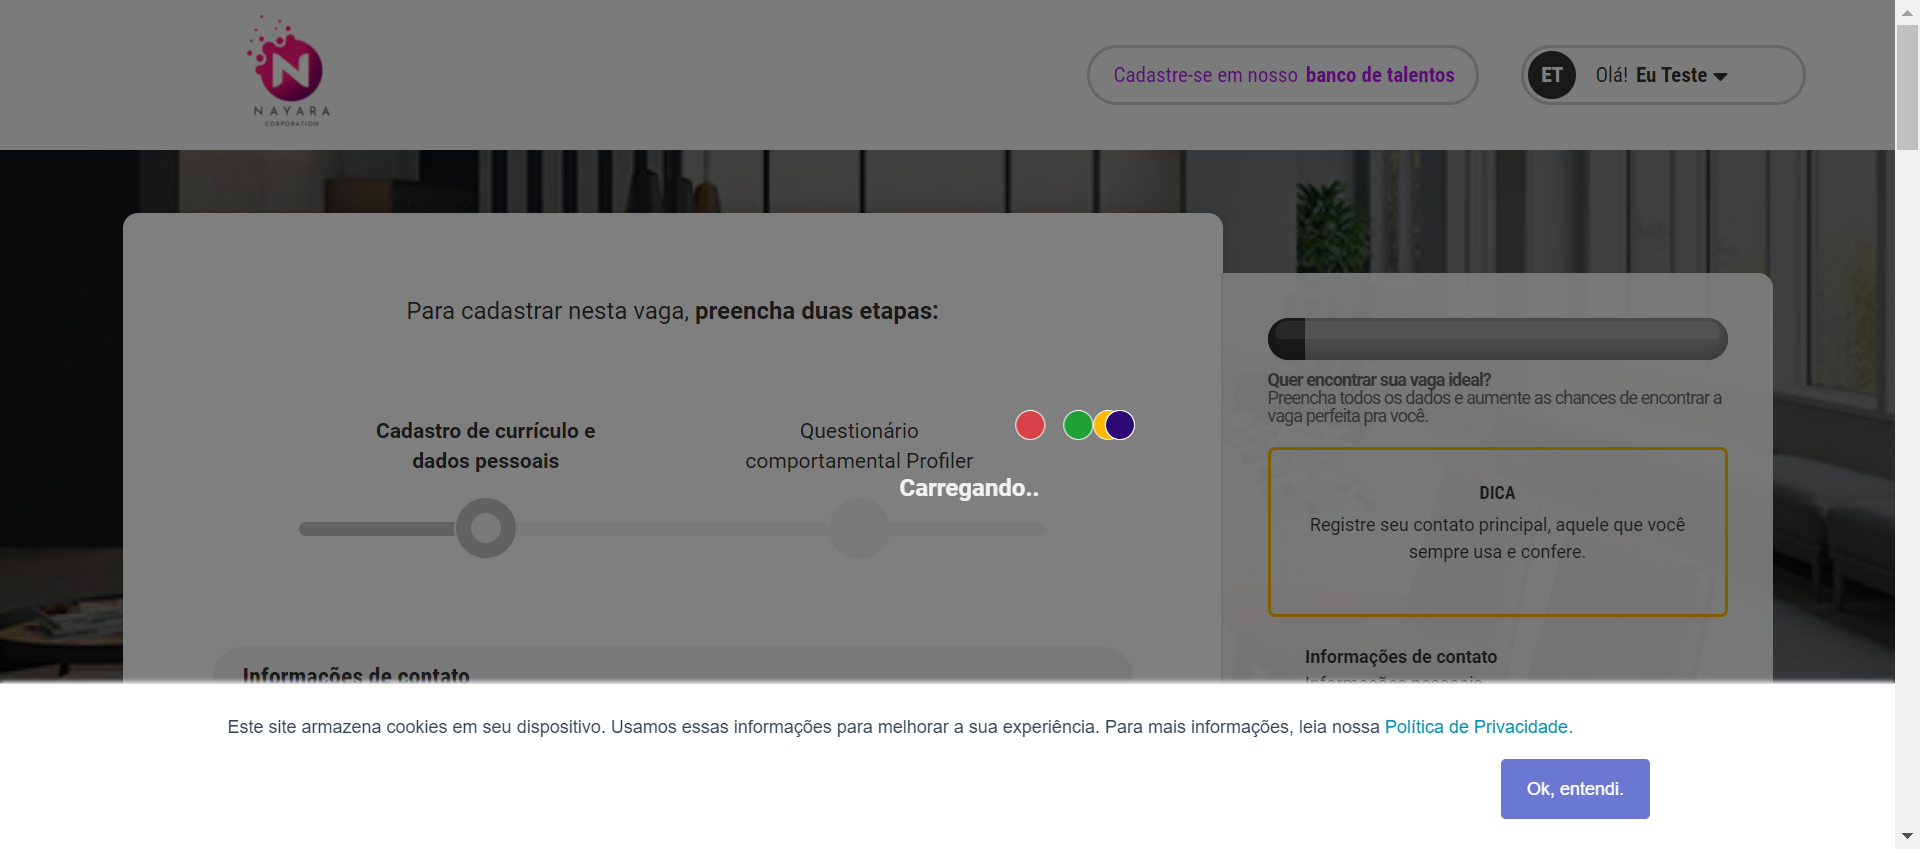 NAYARA
CORPORATION
Cadastre-se em nosso banco de talentos
ET
Olá! Eu Teste
Para cadastrar nesta vaga, preencha duas etapas:
Cadastro de currículo e
dados pessoais
Questionário
comportamental Profiler
Carregando..
Informações de contato
Quer encontrar sua vaga ideal?
Preencha todos os dados e aumente as chances de encontrar a
vaga perfeita pra você.
DICA
Registre seu contato principal, aquele que você
sempre usa e confere.
Informações de contato
Informações pessoais
Este site armazena cookies em seu dispositivo. Usamos essas informações para melhorar a sua experiência. Para mais informações, leia nossa Política de Privacidade.
Ok, entendi.